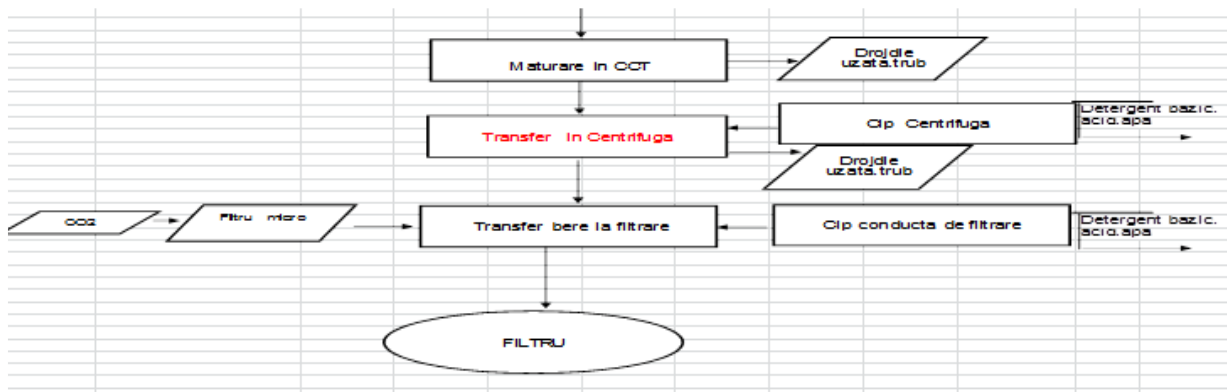 Maturare in CCT
Drojdie
uzata.trub
Transfer in Centrifuga
Cip Centrifuga
Detergent bazic.
acid.apa
Drojdie
uzata.trub
CO2
Filtru micro
Transfer bere la filtrare
Cip conducta de filtrare
Detergent bazic.
acid.apa
FILTRU